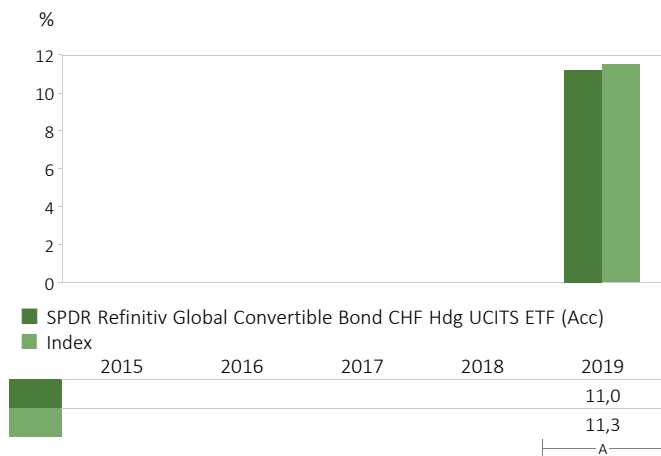 %
12
10
8
6
4
2
0
SPDR Refinitiv Global Convertible Bond CHF Hdg UCITS ETF (Acc)
Index
2015 2016 2017 2018 2019
11,0
11,3
A